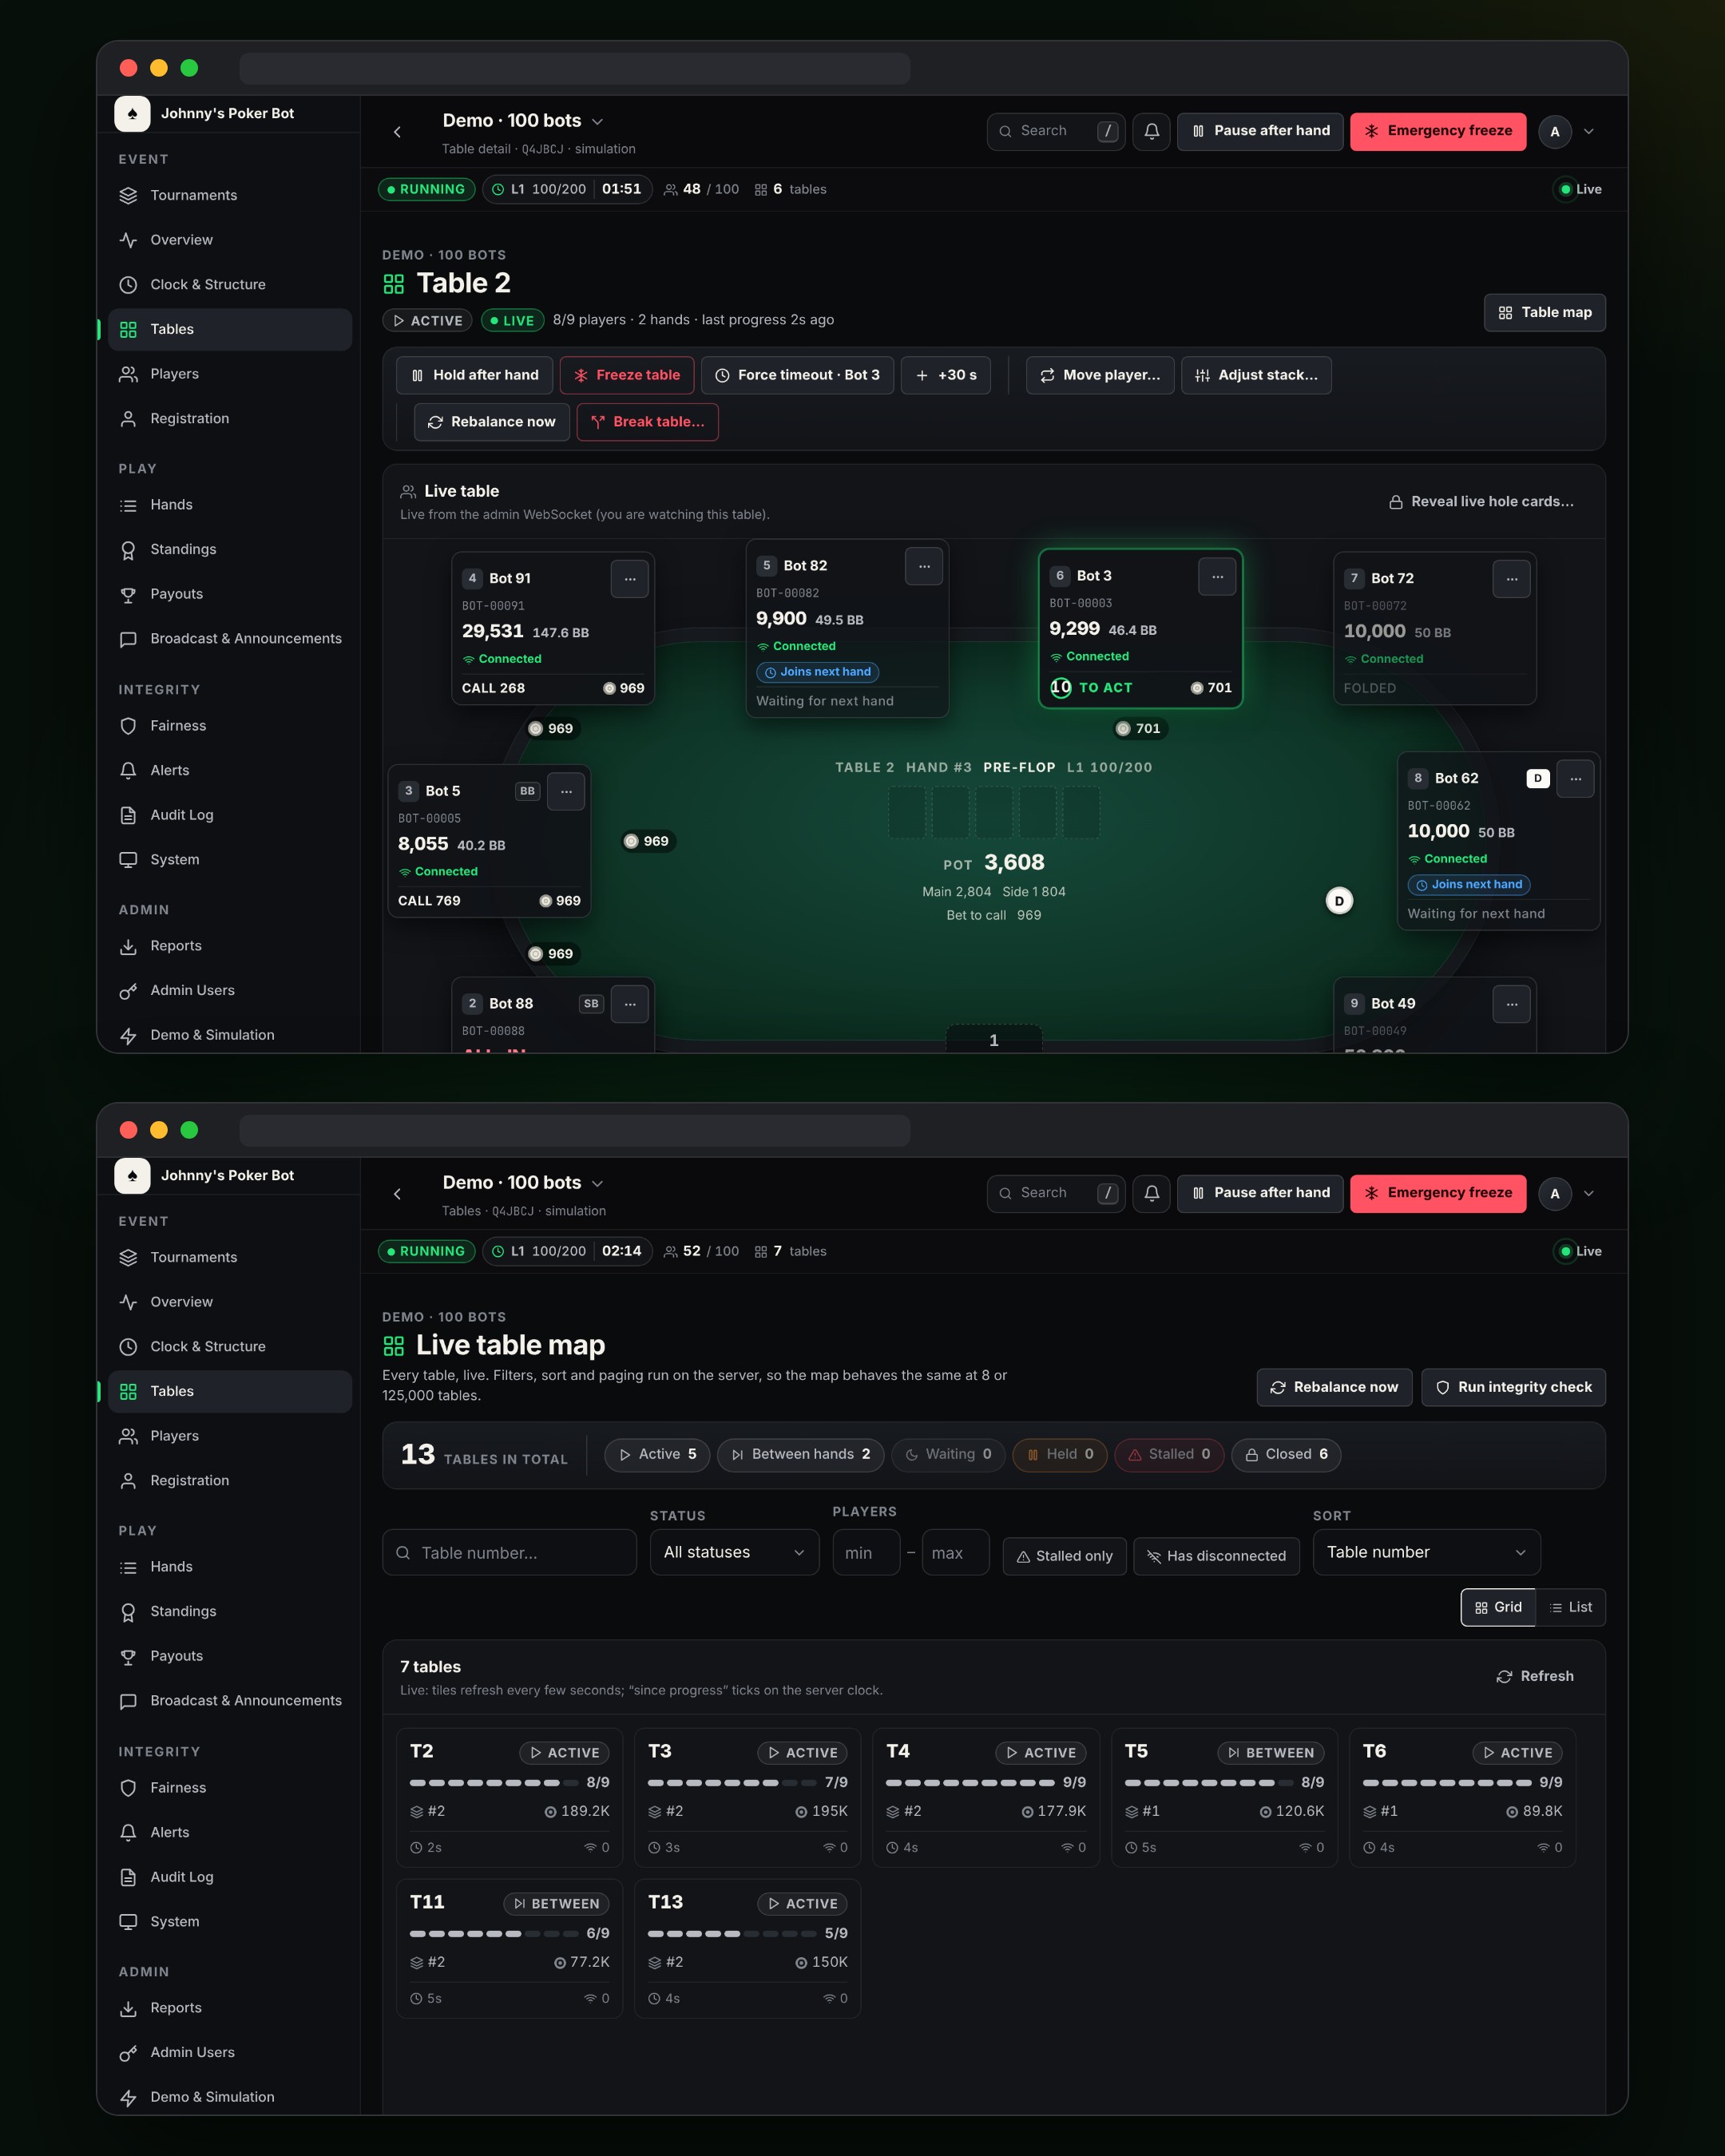 Johnny's Poker Bot
EVENT
Tournaments
Overview
Clock & Structure
Tables
Players
Registration
PLAY
Hands
Standings
Payouts
Broadcast & Announcements
INTEGRITY
Fairness
Alerts
Audit Log
System
ADMIN
Reports
Admin Users
Demo & Simulation
Demo · 100 bots
Table detail · Q4JBCJ · simulation
Search /
Pause after hand
Emergency freeze
A
RUNNING
L1 100/200 01:51
48 / 100
6 tables
Live
DEMO · 100 BOTS
Table 2
ACTIVE
LIVE
8/9 players · 2 hands · last progress 2s ago
Table map
Hold after hand
Freeze table
Force timeout · Bot 3
+30 s
Move player...
Adjust stack...
Rebalance now
Break table...
Live table
Live from the admin WebSocket (you are watching this table).
Reveal live hole cards...
4 Bot 91 ...
BOT-00091
29,531 147.6 BB
Connected
CALL 268 969
5 Bot 82 ...
BOT-00082
9,900 49.5 BB
Connected
Joins next hand
Waiting for next hand
6 Bot 3 ...
BOT-00003
9,299 46.4 BB
Connected
10 TO ACT 701
7 Bot 72 ...
BOT-00072
10,000 50 BB
Connected
FOLDED
969
701
3 Bot 5 BB ...
BOT-00005
8,055 40.2 BB
Connected
CALL 769 969
969
TABLE 2 HAND #3 PRE-FLOP L1 100/200
POT 3,608
Main 2,804 Side 1 804
Bet to call 969
D
8 Bot 62 D ...
BOT-00062
10,000 50 BB
Connected
Joins next hand
Waiting for next hand
969
2 Bot 88 SB ...
BOT-00088
1
9 Bot 49 ...
BOT-00049
Johnny's Poker Bot
EVENT
Tournaments
Overview
Clock & Structure
Tables
Players
Registration
PLAY
Hands
Standings
Payouts
Broadcast & Announcements
INTEGRITY
Fairness
Alerts
Audit Log
System
ADMIN
Reports
Admin Users
Demo & Simulation
Demo · 100 bots
Tables · Q4JBCJ · simulation
Search /
Pause after hand
Emergency freeze
A
RUNNING
L1 100/200 02:14
52 / 100
7 tables
Live
DEMO · 100 BOTS
Live table map
Every table, live. Filters, sort and paging run on the server, so the map behaves the same at 8 or
125,000 tables.
Rebalance now
Run integrity check
13 TABLES IN TOTAL
Active 5
Between hands 2
Waiting 0
Held 0
Stalled 0
Closed 6
Table number...
STATUS
All statuses
PLAYERS
min – max
Stalled only
Has disconnected
SORT
Table number
Grid
List
7 tables
Live: tiles refresh every few seconds; “since progress” ticks on the server clock.
Refresh
T2 ACTIVE
8/9
#2 189.2K
2s 0
T3 ACTIVE
7/9
#2 195K
3s 0
T4 ACTIVE
9/9
#2 177.9K
4s 0
T5 BETWEEN
8/9
#1 120.6K
5s 0
T6 ACTIVE
9/9
#1 89.8K
4s 0
T11 BETWEEN
6/9
#2 77.2K
5s 0
T13 ACTIVE
5/9
#2 150K
4s 0